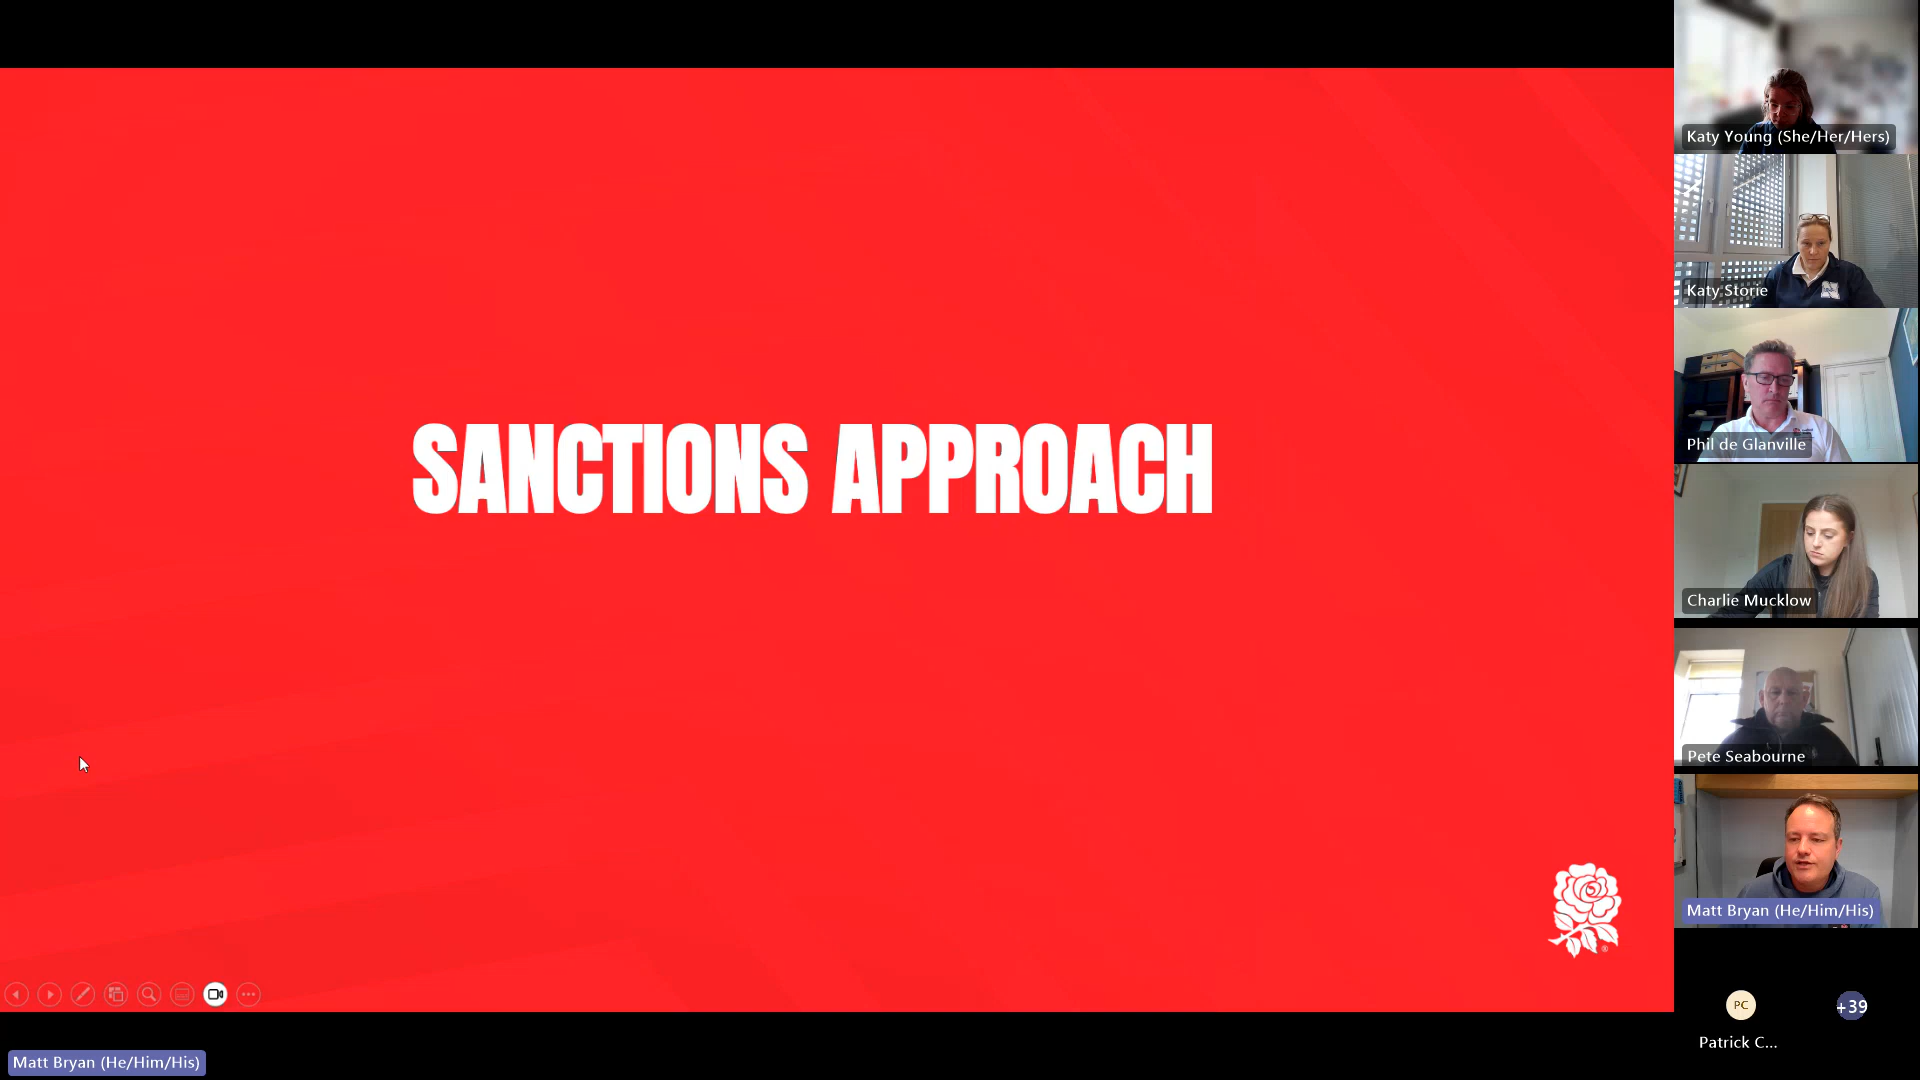 SANCTIONS APPROACH
Katy Young (She/Her/Hers)
Katy Storie
Phil de Glanville
Charlie Mucklow
Pete Seabourne
Matt Bryan (He/Him/His)
PC
+39
Patrick C...
Matt Bryan (He/Him/His)